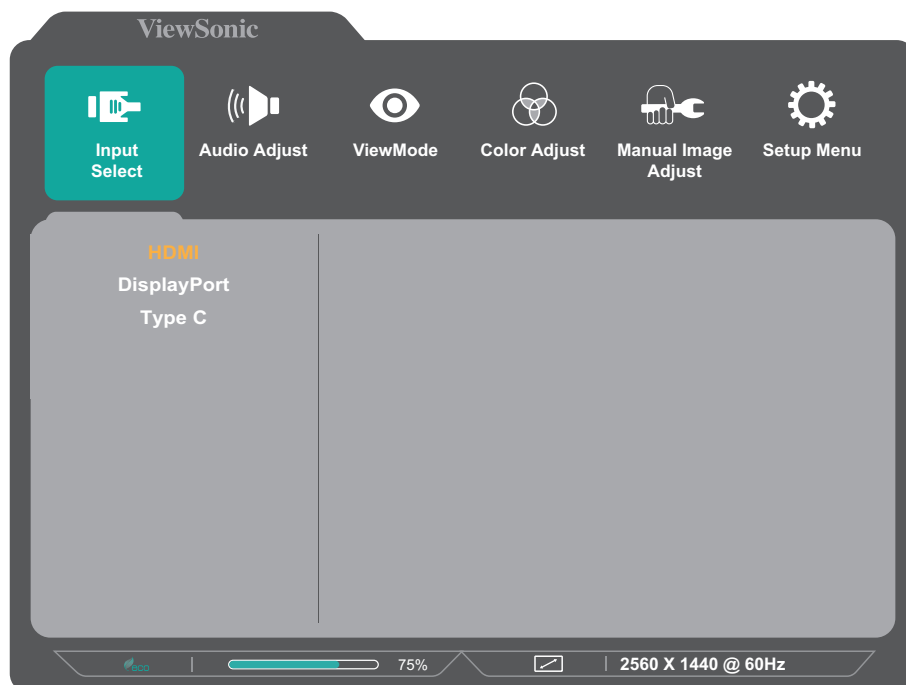 ViewSonic
Input Select
Audio Adjust
ViewMode
Color Adjust
Manual Image Adjust
Setup Menu
HDMI
DisplayPort
Type C
eco
75%
2560 X 1440 @ 60Hz